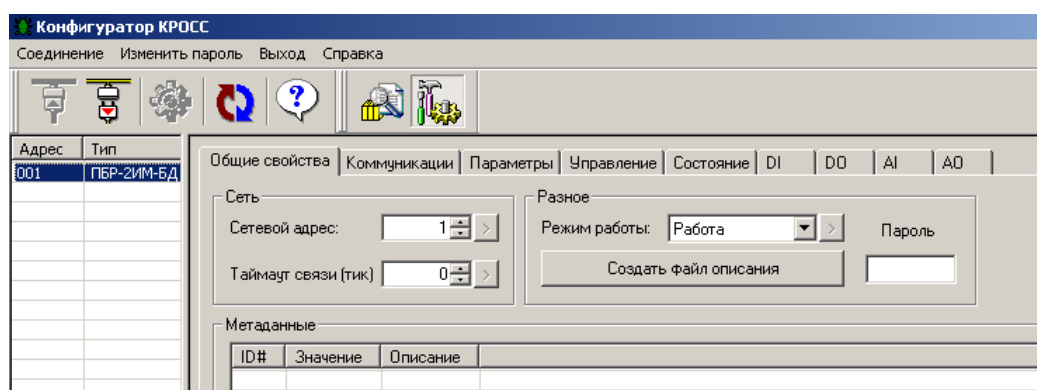 Конфигуратор КРОСС
Соединение Изменить пароль Выход Справка
Адрес Тип
001 ПБР-2ИМ-БД
Общие свойства Коммуникации Параметры Управление Состояние DI DO AI AO
Сеть
Сетевой адрес: 1 >
Таймаут связи (тик) 0 >
Разное
Режим работы: Работа > Пароль
Создать файл описания
Метаданные
ID# Значение Описание